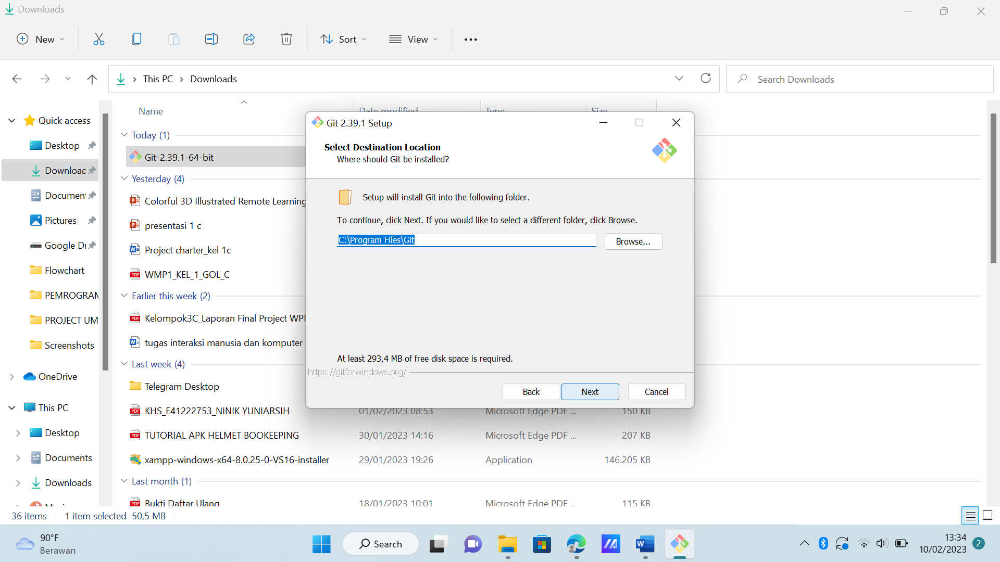 Downloads
New
Sort
View
This PC
Downloads
Search Downloads
Name
Date modified
Type
Size
Quick access
Desktop
Downloac
Document
Pictures
Google Dr
Flowchart
PEMROGRAM
PROJECT UM
Screenshots
OneDrive
This PC
Desktop
Documents
Downloads
Today (1)
Git-2.39.1-64-bit
Yesterday (4)
Colorful 3D Illustrated Remote Learning
presentasi 1 c
Project charter_kel 1c
WMP1_KEL_1_GOL_C
Earlier this week (2)
Kelompok3C_Laporan Final Project WPF
tugas interaksi manusia dan komputer
Last week (4)
Telegram Desktop
KHS_E41222753_NINIK YUNIARSIH 01/02/2023 08:53 Microsoft Edge PDF ... 150 KB
TUTORIAL APK HELMET BOOKEEPING 30/01/2023 14:16 Microsoft Edge PDF ... 207 KB
xampp-windows-x64-8.0.25-0-VS16-installer 29/01/2023 19:26 Application 146.205 KB
Last month (1)
Bukti Daftar Ulang 18/01/2023 10:01 Microsoft Edge PDF ... 115 KB
Git 2.39.1 Setup
Select Destination Location
Where should Git be installed?
Setup will install Git into the following folder.
To continue, click Next. If you would like to select a different folder, click Browse.
C:\Program Files\Git
Browse...
At least 293,4 MB of free disk space is required.
https://gitforwindows.org/
Back
Next
Cancel
36 items
1 item selected 50,5 MB
90°F
Berawan
Search
13:34
10/02/2023
2